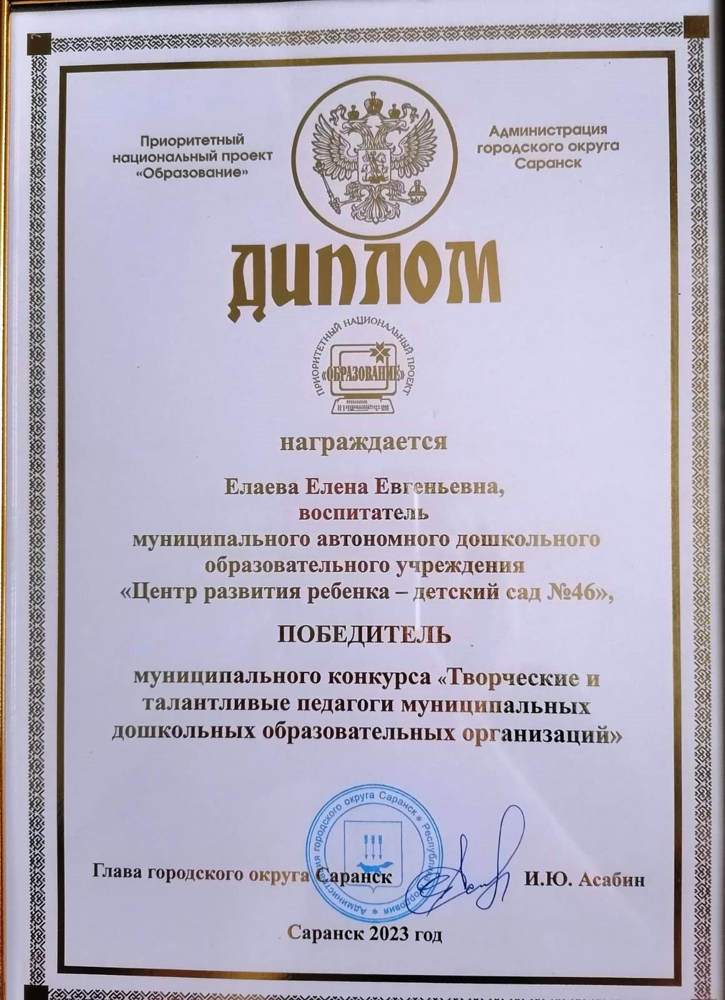 Приоритетный
национальный проект
«Образование»
Администрация
городского округа
Саранск
ДИПЛОМ
ПРИОРИТЕТНЫЙ НАЦИОНАЛЬНЫЙ ПРОЕКТ
«ОБРАЗОВАНИЕ»
награждается
Елаева Елена Евгеньевна,
воспитатель
муниципального автономного дошкольного
образовательного учреждения
«Центр развития ребенка – детский сад №46»,
ПОБЕДИТЕЛЬ
муниципального конкурса «Творческие и
талантливые педагоги муниципальных
дошкольных образовательных организаций»
Администрация городского округа Саранск * Республика Мордовия *
Глава городского округа Саранск
И.Ю. Асабин
Саранск 2023 год